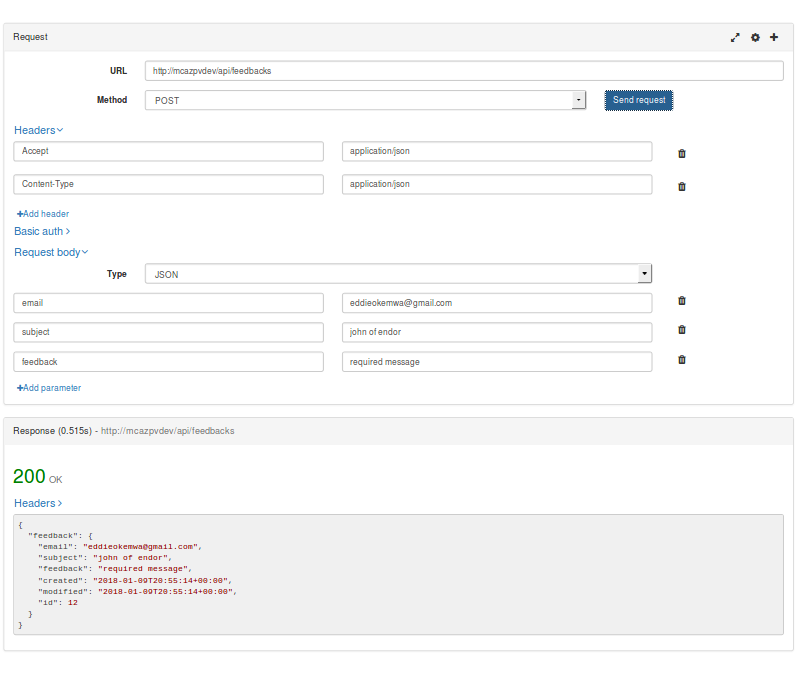 Request
URL http://mcazpvdev/api/feedbacks
Method POST Send request
Headers
Accept application/json
Content-Type application/json
+Add header
Basic auth
Request body
Type JSON
email eddieokemwa@gmail.com
subject john of endor
feedback required message
+Add parameter
Response (0.515s) - http://mcazpvdev/api/feedbacks
200 OK
Headers
{
  "feedback": {
    "email": "eddieokemwa@gmail.com",
    "subject": "john of endor",
    "feedback": "required message",
    "created": "2018-01-09T20:55:14+00:00",
    "modified": "2018-01-09T20:55:14+00:00",
    "id": 12
  }
}